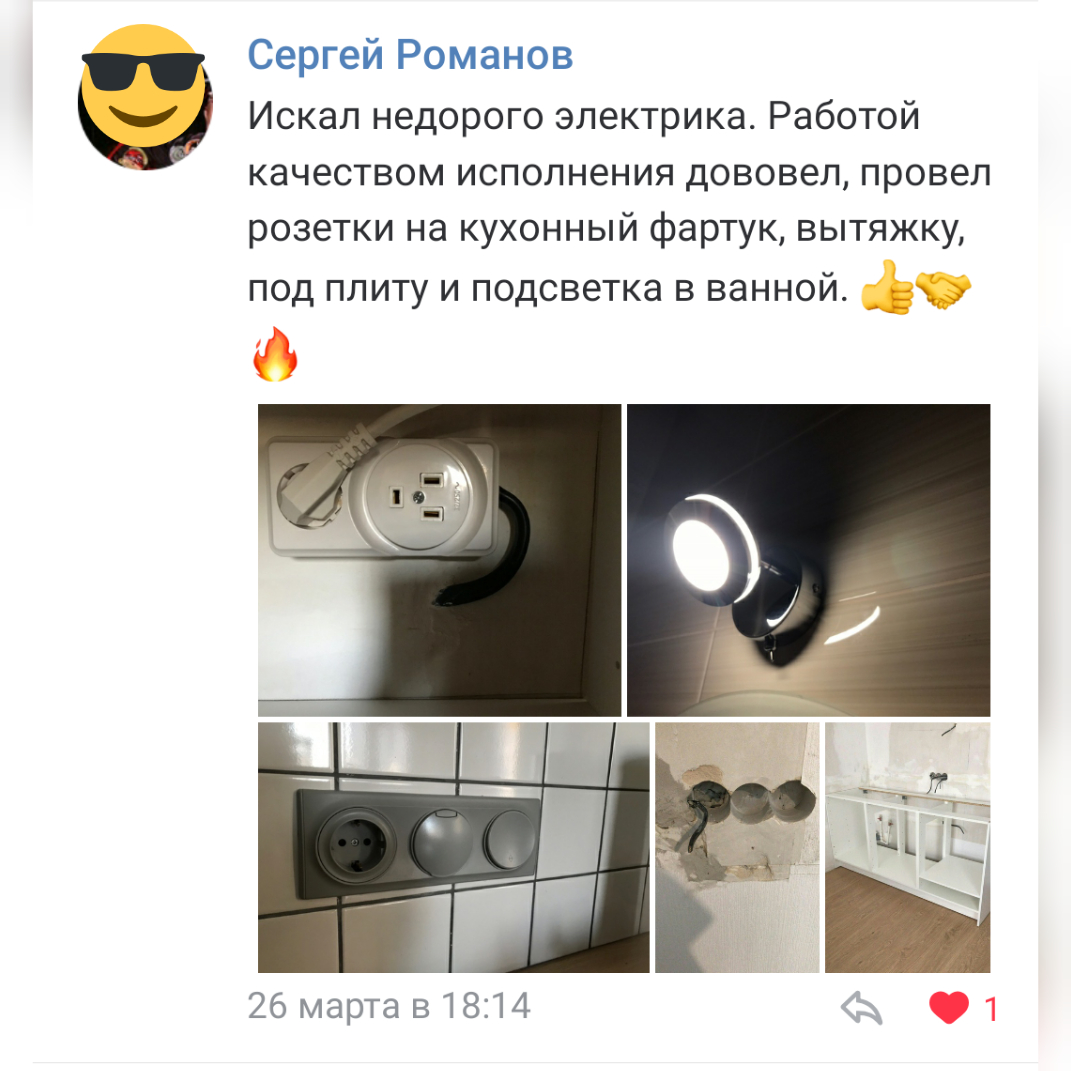 Сергей Романов
Искал недорого электрика. Работой
качеством исполнения дововел, провел
розетки на кухонный фартук, вытяжку,
под плиту и подсветка в ванной. 👍🤝
🔥
26 марта в 18:14
1